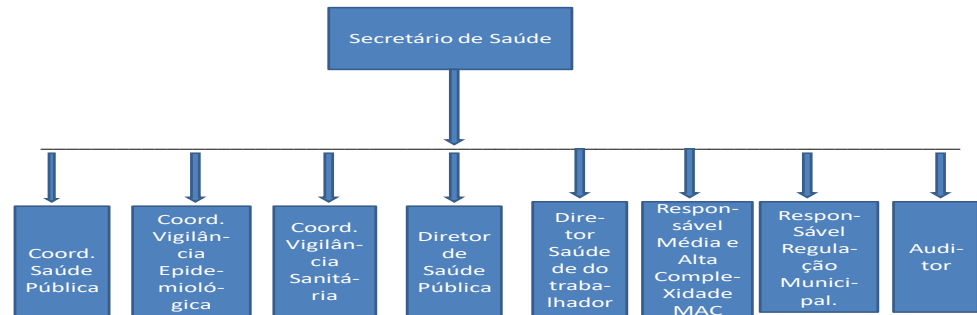 Secretário de Saúde
Coord.
Saúde
Pública
Coord.
Vigilân-
cia
Epide-
mioló-
gica
Coord.
Vigilân-
cia
Sanitá-
ria
Diretor
de
Saúde
Pública
Dire-
tor
Saúde
de do
traba-
lhador
Respon-
sável
Média e
Alta
Comple-
Xidade
MAC
Respon-
Sável
Regula-
ção
Munici-
pal.
Audi-
tor